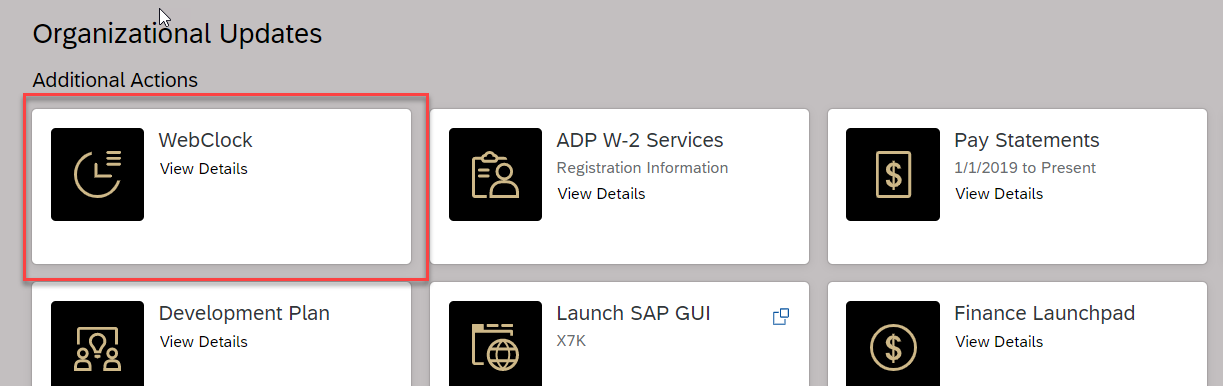 Organizational Updates
Additional Actions
WebClock
View Details
ADP W-2 Services
Registration Information
View Details
Pay Statements
1/1/2019 to Present
View Details
Development Plan
View Details
Launch SAP GUI
X7K
Finance Launchpad
View Details